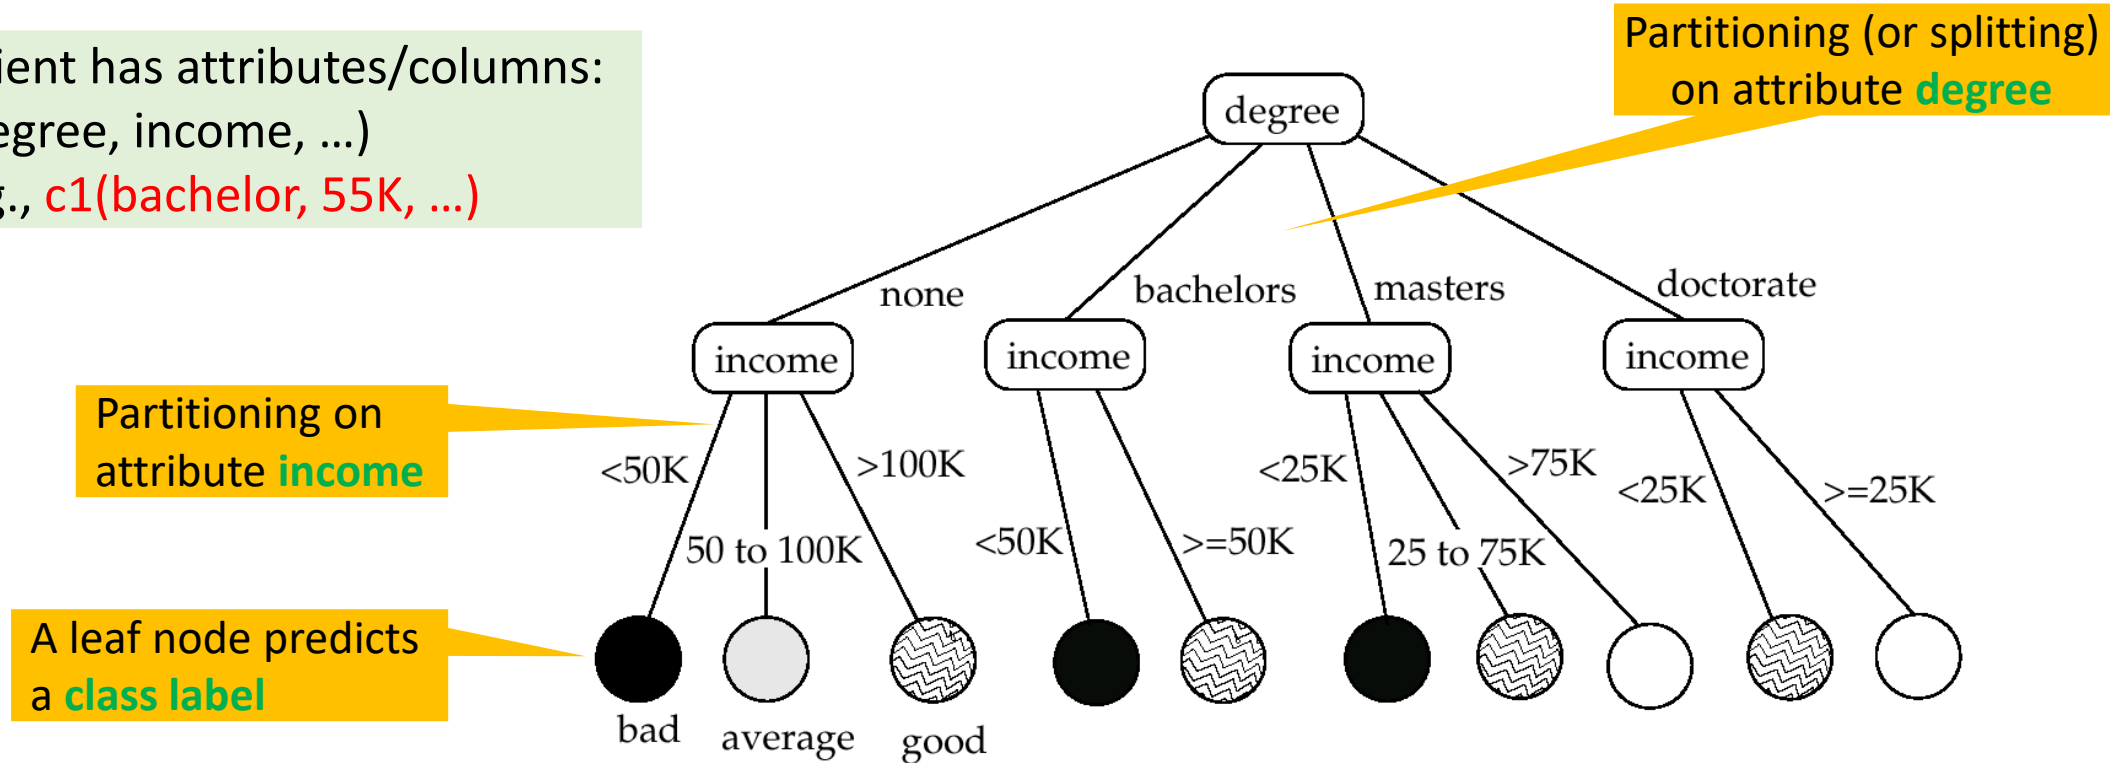 ient has attributes/columns:
egree, income, …)
g., c1(bachelor, 55K, …)
Partitioning (or splitting)
on attribute degree
degree
none
bachelors
masters
doctorate
income
income
income
income
Partitioning on
attribute income
<50K
50 to 100K
>100K
<50K
>=50K
<25K
25 to 75K
>75K
<25K
>=25K
A leaf node predicts
a class label
bad
average
good